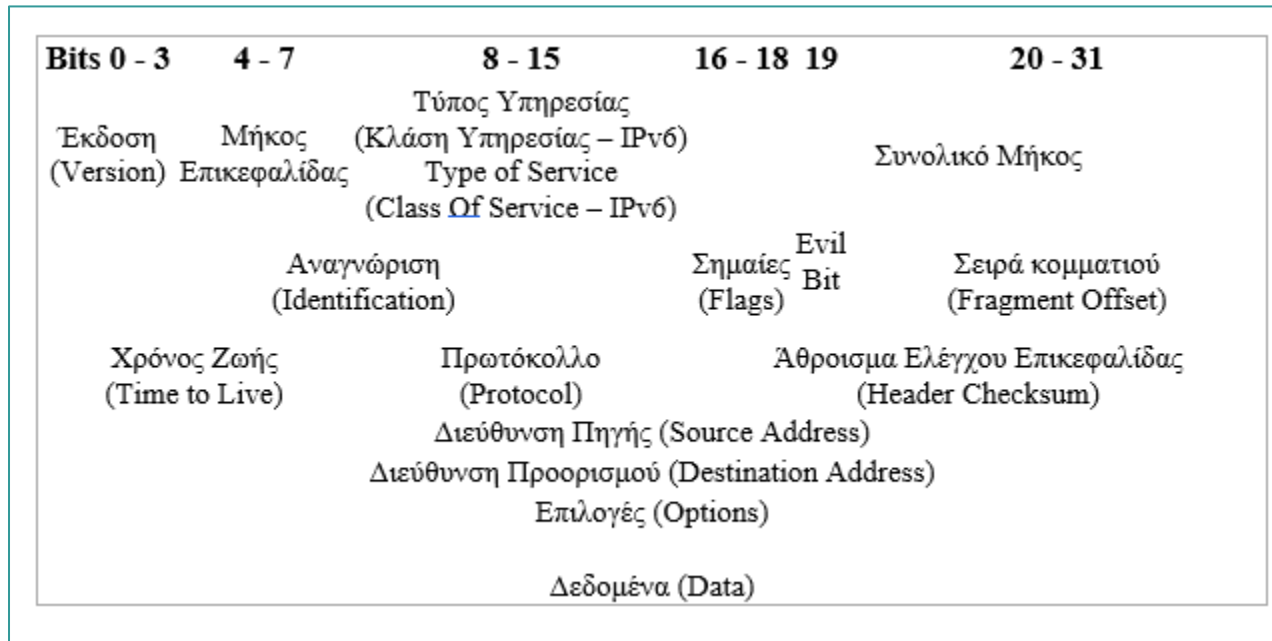 Bits 0 - 3 4 - 7 8 - 15 16 - 18 19 20 - 31
Έκδοση
(Version)
Μήκος
Επικεφαλίδας
Τύπος Υπηρεσίας
(Κλάση Υπηρεσίας – IPv6)
Type of Service
(Class Of Service – IPv6)
Συνολικό Μήκος
Αναγνώριση
(Identification)
Σημαίες
(Flags)
Evil
Bit
Σειρά κομματιού
(Fragment Offset)
Χρόνος Ζωής
(Time to Live)
Πρωτόκολλο
(Protocol)
Άθροισμα Ελέγχου Επικεφαλίδας
(Header Checksum)
Διεύθυνση Πηγής (Source Address)
Διεύθυνση Προορισμού (Destination Address)
Επιλογές (Options)
Δεδομένα (Data)